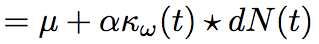 = μ + ακ_ω(t) ⋆ dN(t)